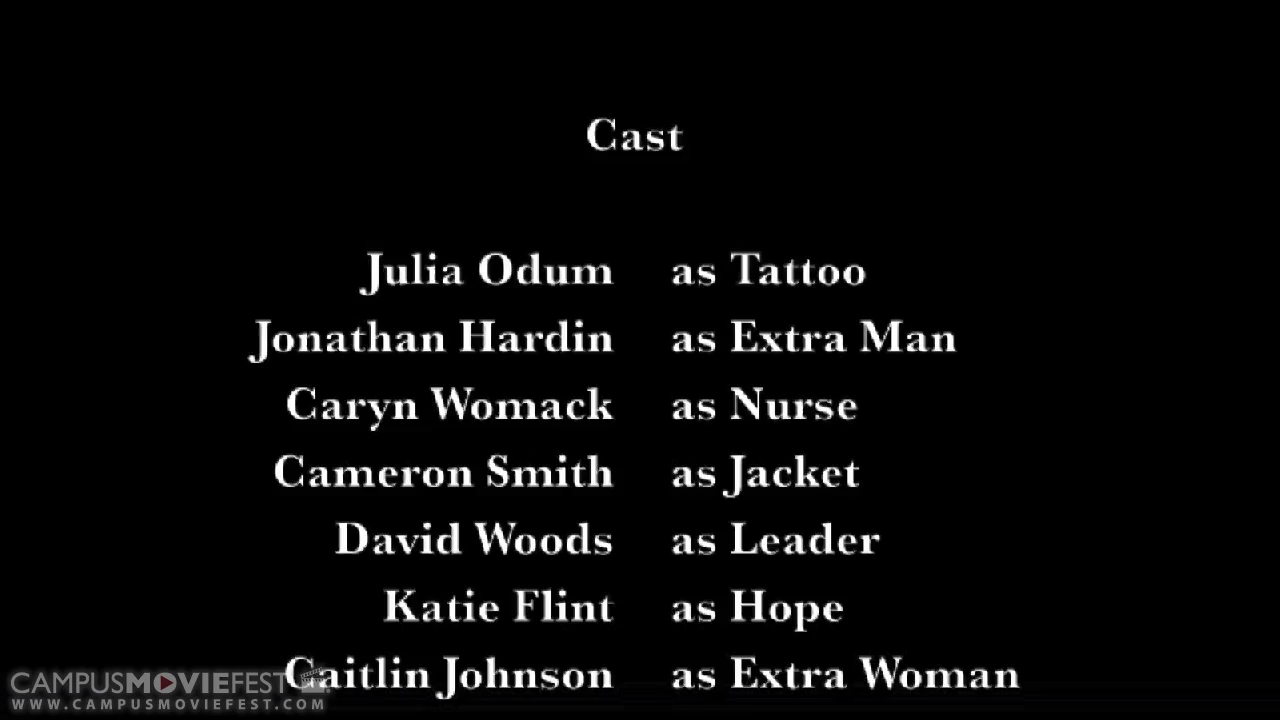 Cast
Julia Odum as Tattoo
Jonathan Hardin as Extra Man
Caryn Womack as Nurse
Cameron Smith as Jacket
David Woods as Leader
Katie Flint as Hope
Caitlin Johnson as Extra Woman
CAMPUSMOVIEFEST
WWW.CAMPUSMOVIEFEST.COM